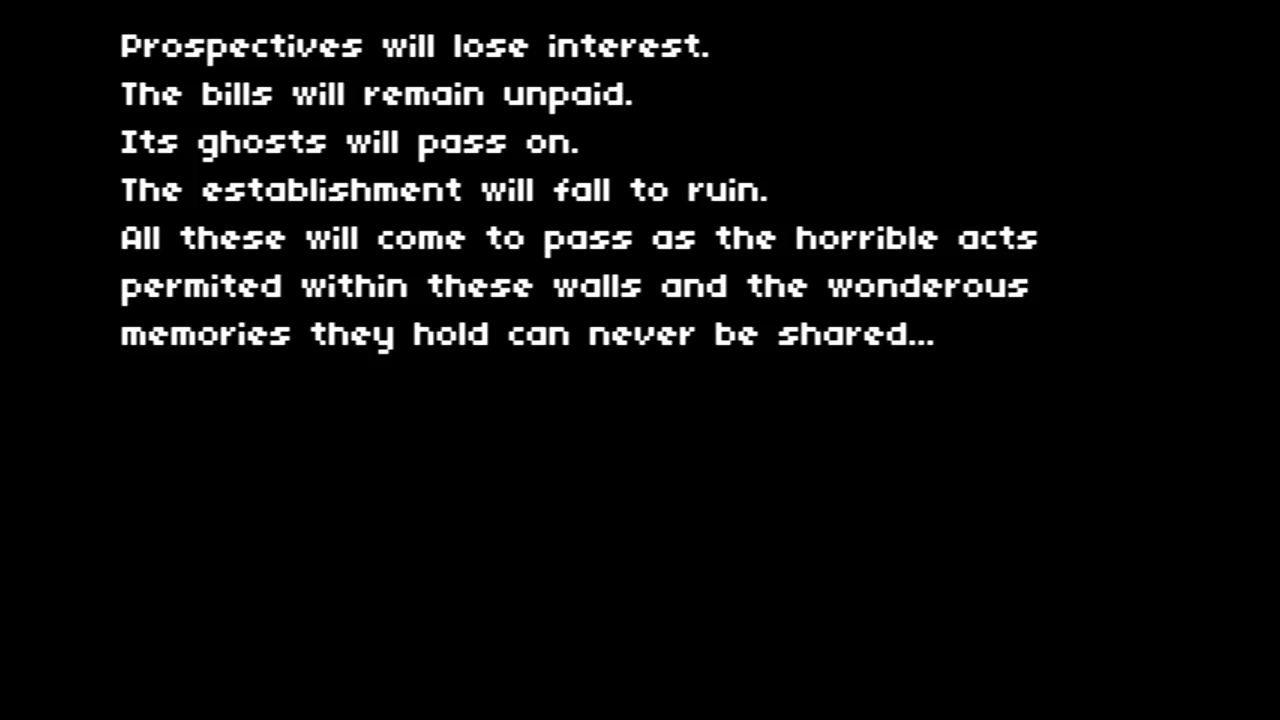 Prospectives will lose interest.
The bills will remain unpaid.
Its ghosts will pass on.
The establishment will fall to ruin.
All these will come to pass as the horrible acts
permited within these walls and the wonderous
memories they hold can never be shared...